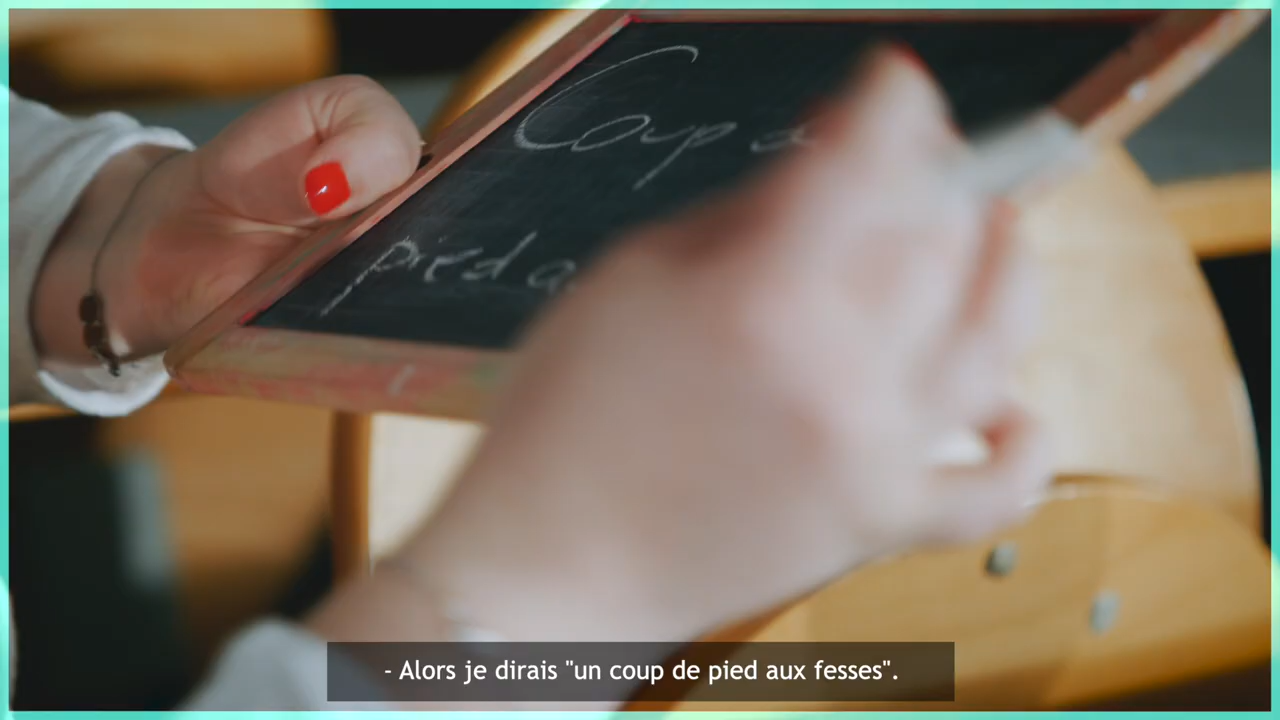 Coup d
pied a
- Alors je dirais "un coup de pied aux fesses".